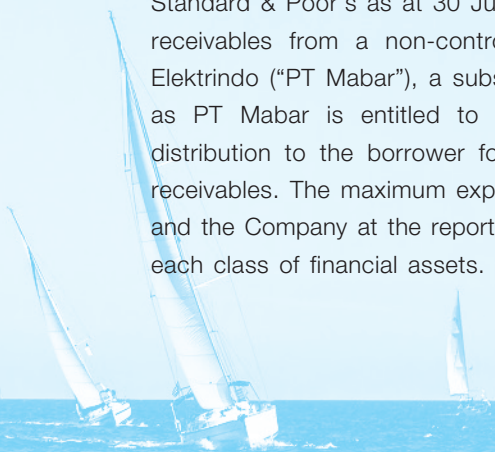 Standard & Poor's as at 30 Ju
receivables from a non-contro
Elektrindo ("PT Mabar"), a subs
as PT Mabar is entitled to
distribution to the borrower fo
receivables. The maximum exp
and the Company at the report
each class of financial assets.